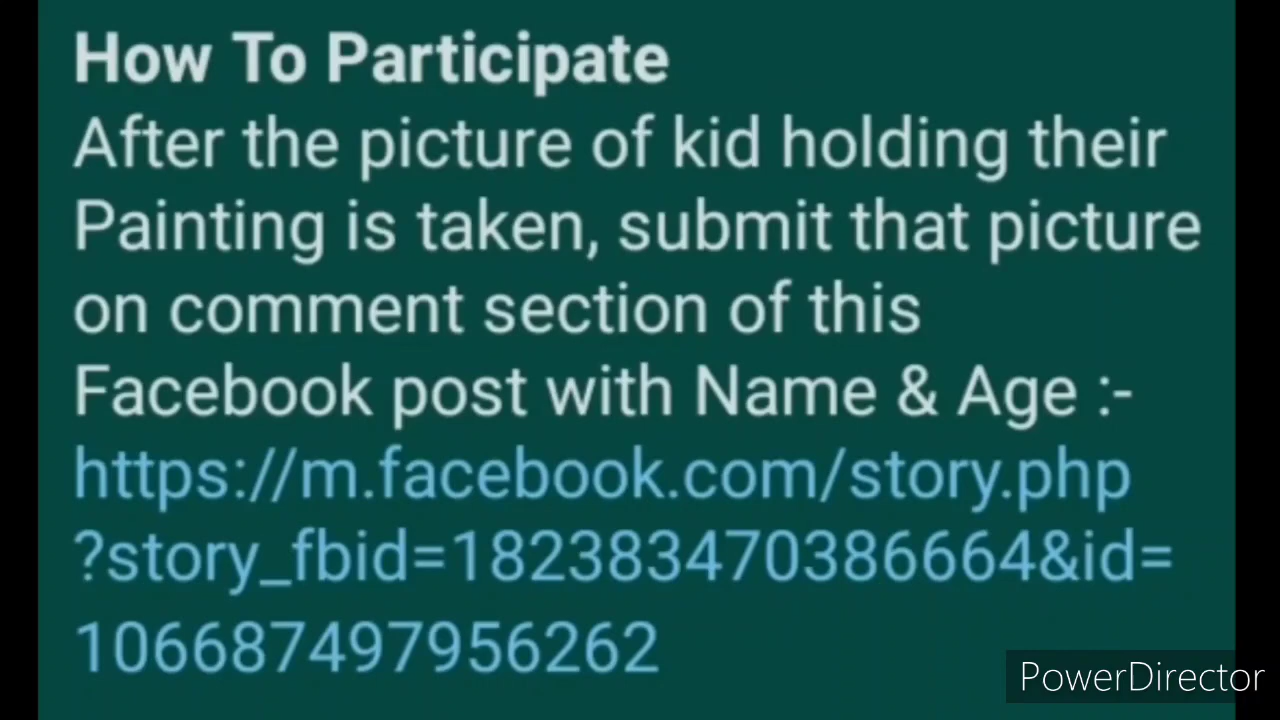 How To Participate
After the picture of kid holding their
Painting is taken, submit that picture
on comment section of this
Facebook post with Name & Age :-
https://m.facebook.com/story.php
?story_fbid=182383470386664&id=
106687497956262
PowerDirector